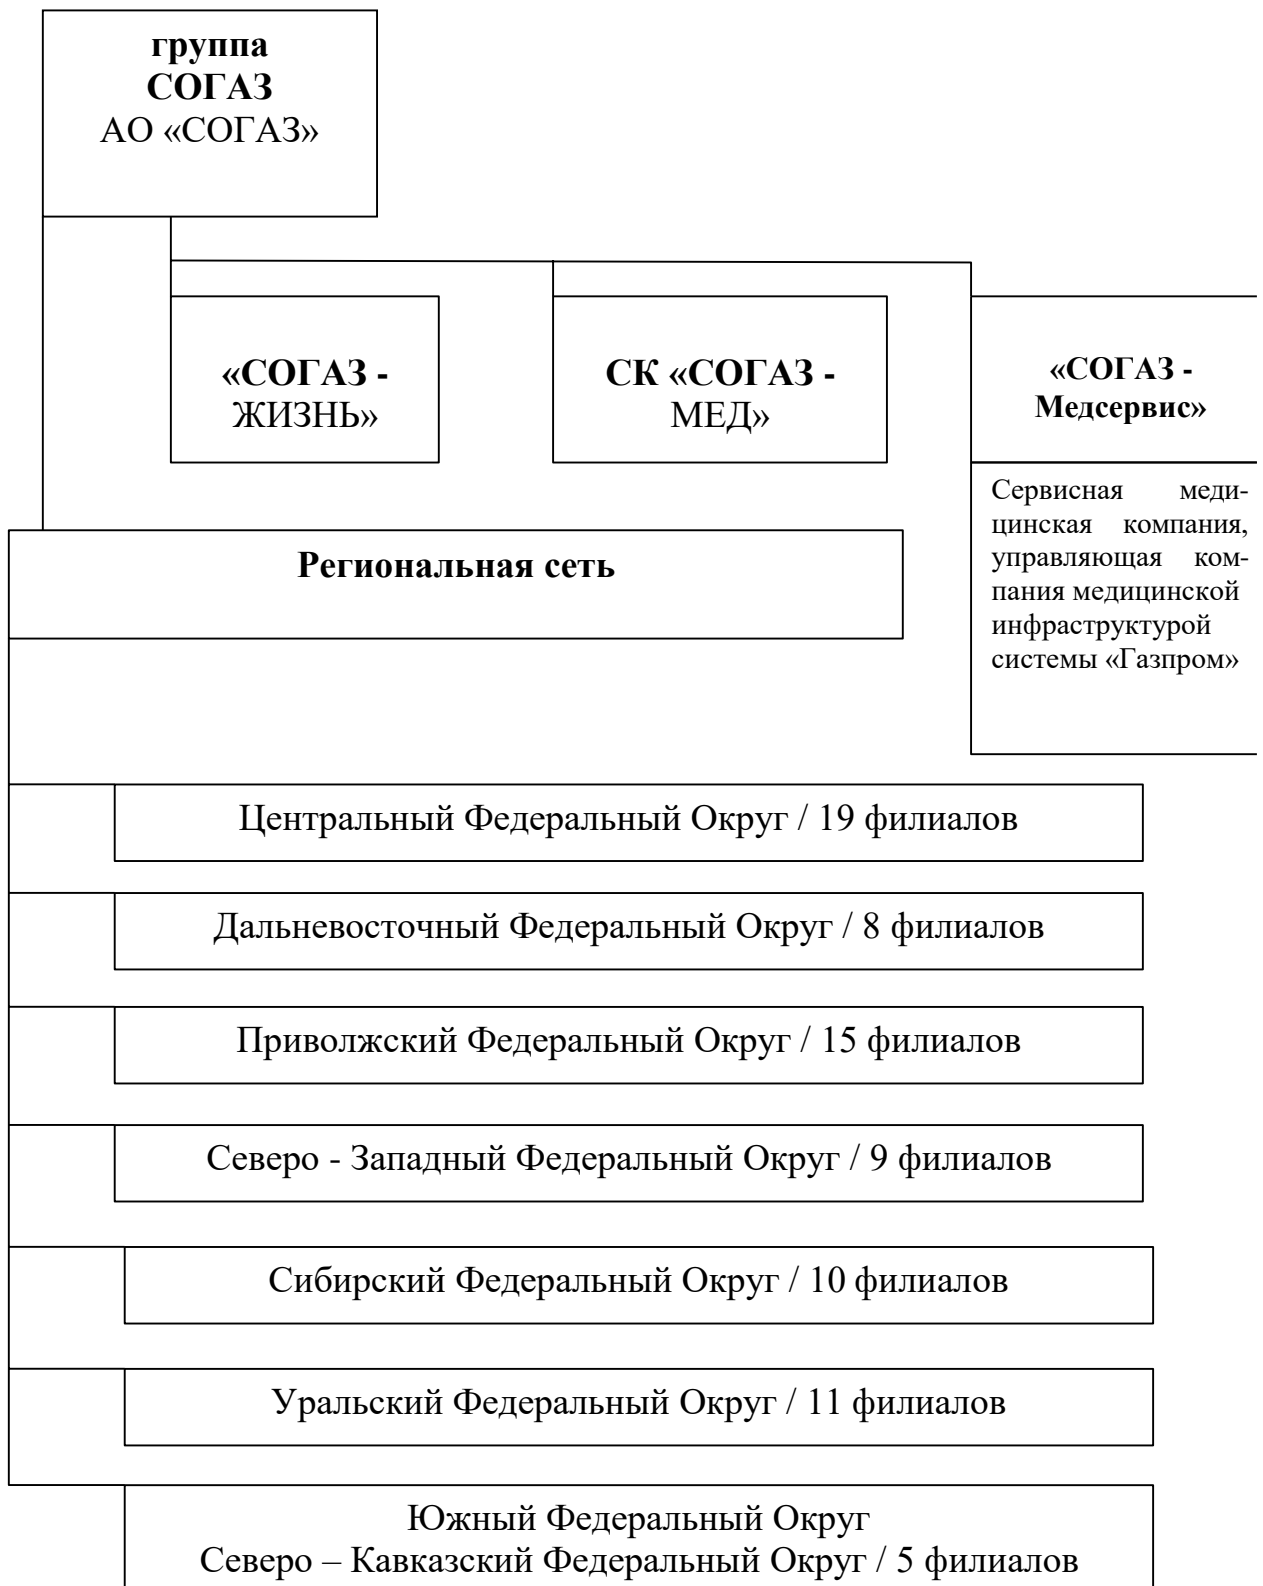 группа
СОГАЗ
АО «СОГАЗ»
«СОГАЗ -
ЖИЗНЬ»
СК «СОГАЗ -
МЕД»
«СОГАЗ -
Медсервис»
Сервисная меди-
цинская компания,
управляющая ком-
пания медицинской
инфраструктурой
системы «Газпром»
Региональная сеть
Центральный Федеральный Округ / 19 филиалов
Дальневосточный Федеральный Округ / 8 филиалов
Приволжский Федеральный Округ / 15 филиалов
Северо - Западный Федеральный Округ / 9 филиалов
Сибирский Федеральный Округ / 10 филиалов
Уральский Федеральный Округ / 11 филиалов
Южный Федеральный Округ
Северо – Кавказский Федеральный Округ / 5 филиалов